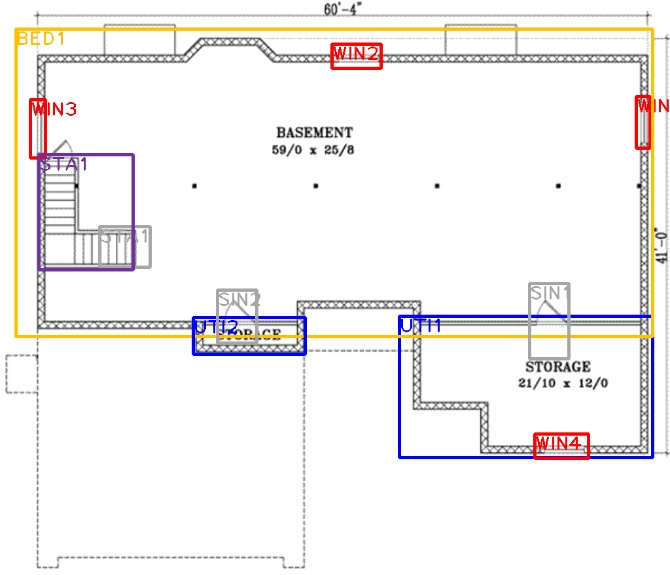 60'-4"
BED1
WIN2
WIN3
WIN
BASEMENT
59/0 x 25/8
STA1
STA1
41'-0"
SIN2
SIN1
UTI2
STORAGE
UTI1
STORAGE
21/10 x 12/0
WIN4